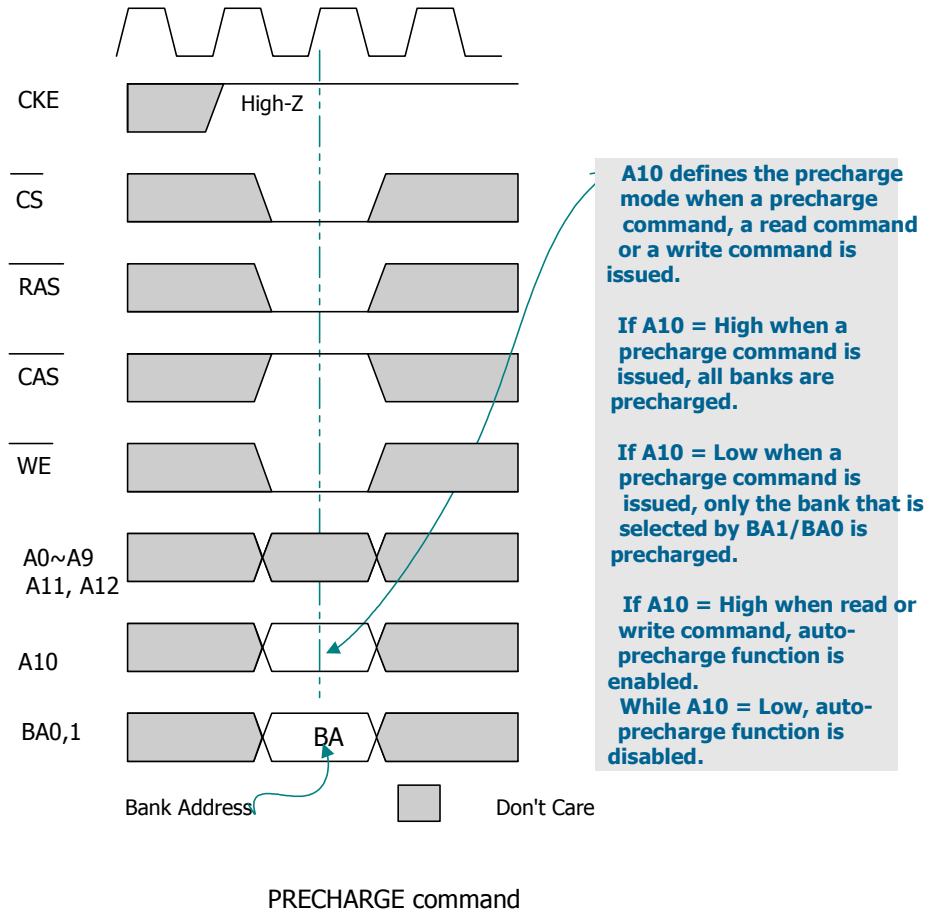 CKE
High-Z
CS
RAS
CAS
WE
A0~A9
A11, A12
A10
BA0,1
BA
Bank Address
Don't Care
A10 defines the precharge
mode when a precharge
command, a read command
or a write command is
issued.
If A10 = High when a
precharge command is
issued, all banks are
precharged.
If A10 = Low when a
precharge command is
issued, only the bank that is
selected by BA1/BA0 is
precharged.
If A10 = High when read or
write command, auto-
precharge function is
enabled.
While A10 = Low, auto-
precharge function is
disabled.
PRECHARGE command